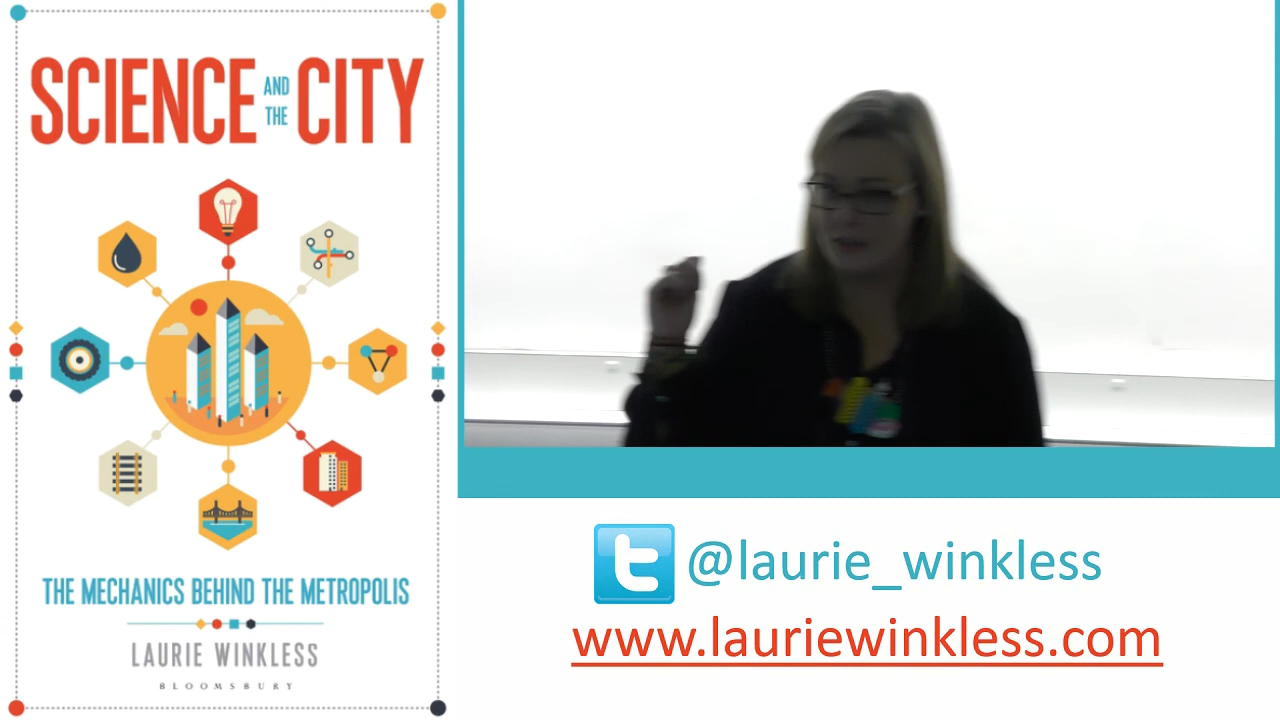 SCIENCE AND THE CITY
THE MECHANICS BEHIND THE METROPOLIS
LAURIE WINKLESS
BLOOMSBURY
t @laurie_winkless
www.lauriewinkless.com